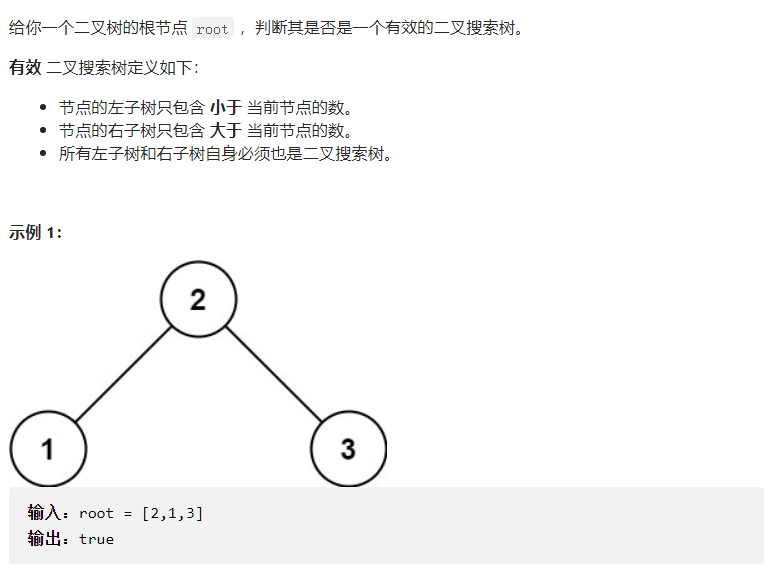 给你一个二叉树的根节点 root ，判断其是否是一个有效的二叉搜索树。
有效 二叉搜索树定义如下：
节点的左子树只包含 小于 当前节点的数。
节点的右子树只包含 大于 当前节点的数。
所有左子树和右子树自身必须也是二叉搜索树。
示例 1：
2
1 3
输入：root = [2,1,3]
输出：true